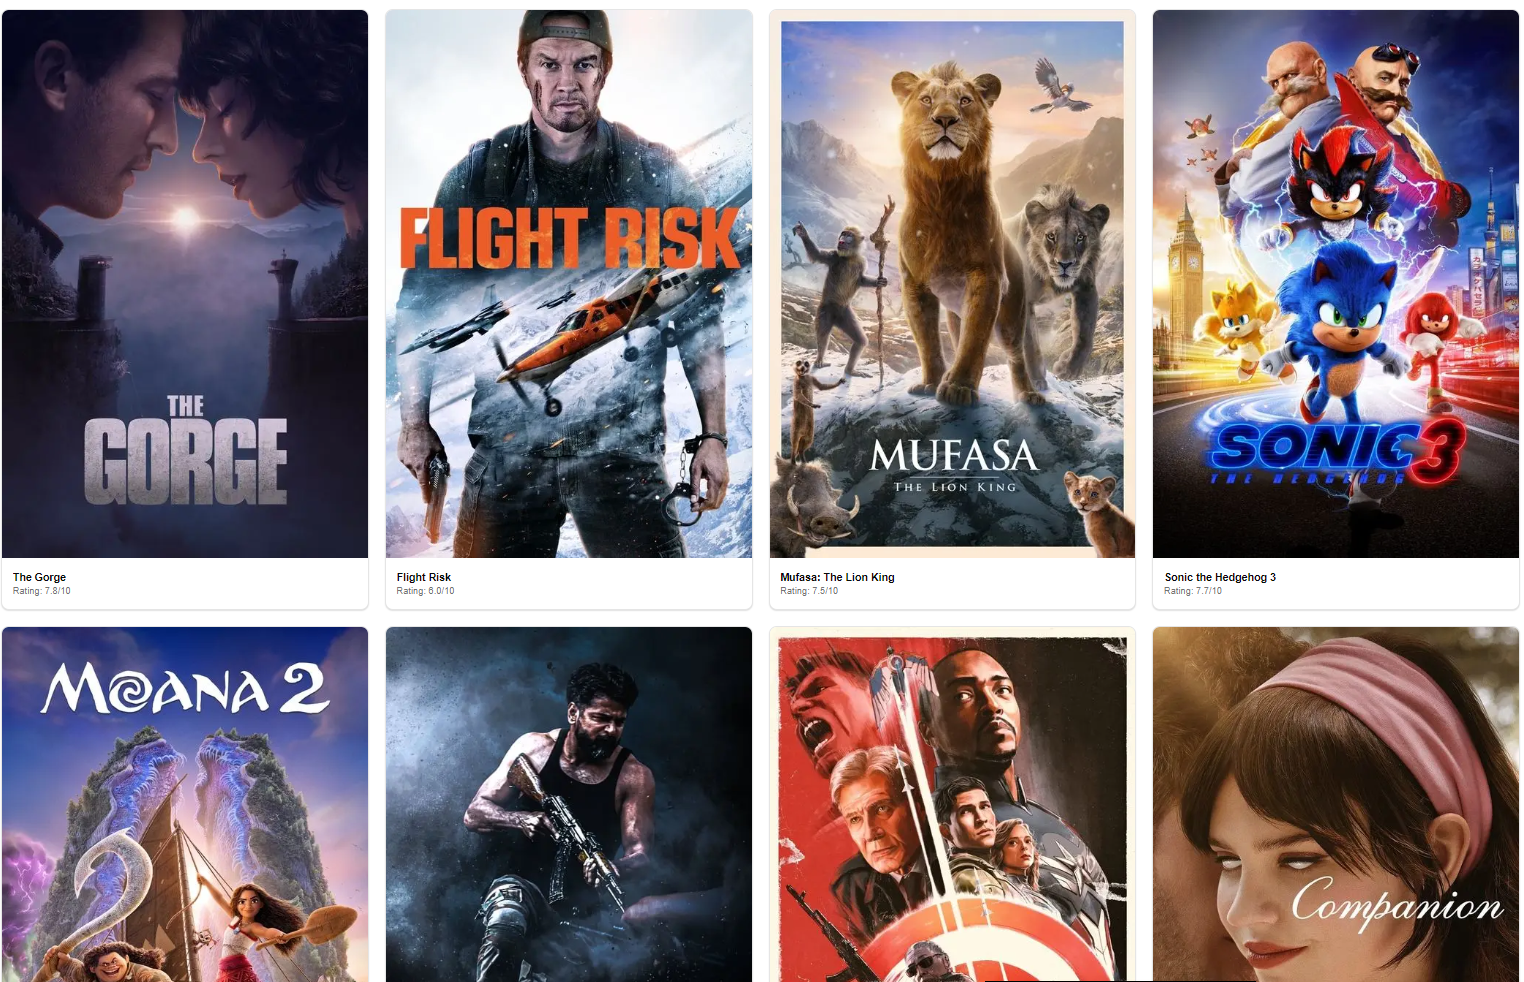 FLIGHT RISK
MUFASA
THE LION KING
SONIC 3
THE HEDGEHOG
THE
GORGE
The Gorge
Rating: 7.8/10
Flight Risk
Rating: 6.0/10
Mufasa: The Lion King
Rating: 7.5/10
Sonic the Hedgehog 3
Rating: 7.7/10
MOANA 2
Companion